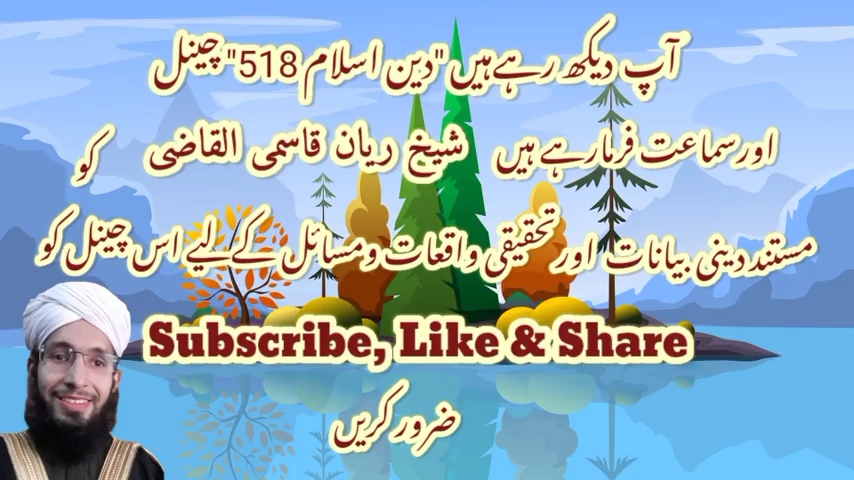 آپ دیکھ رہے ہیں "دین اسلام 518" چینل
اور سماعت فرما رہے ہیں شیخ ریان قاسمی القاضی کو
مستند دینی بیانات اور تحقیقی واقعات و مسائل کے لیے اس چینل کو
Subscribe, Like & Share
ضرور کریں